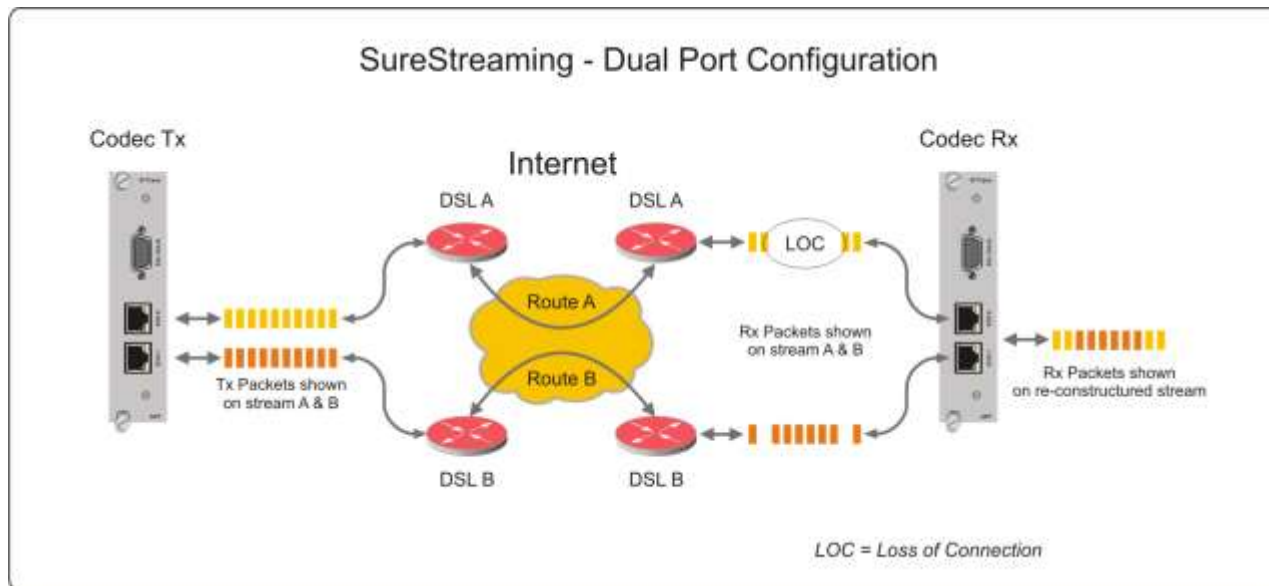 SureStreaming - Dual Port Configuration
Codec Tx
Codec Rx
Internet
DSL A
DSL A
LOC
Route A
Rx Packets shown
on stream A & B
Tx Packets shown
on stream A & B
Route B
Rx Packets shown
on re-constructured stream
DSL B
DSL B
LOC = Loss of Connection